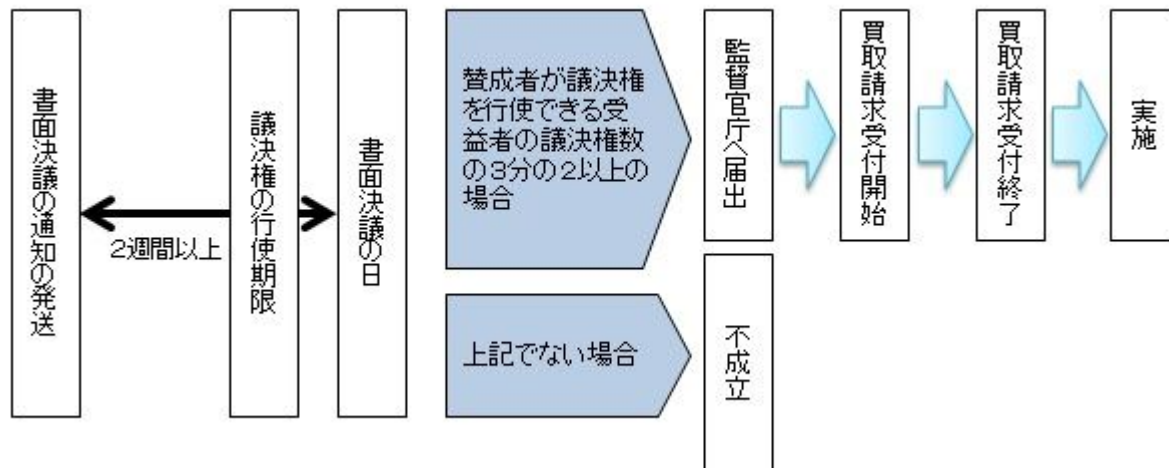 書面決議の通知の発送
2週間以上
議決権の行使期限
書面決議の日
賛成者が議決権
を行使できる受
益者の議決権数
の3分の2以上の
場合
監督官庁へ届出
買取請求受付開始
買取請求受付終了
実施
上記でない場合
不成立